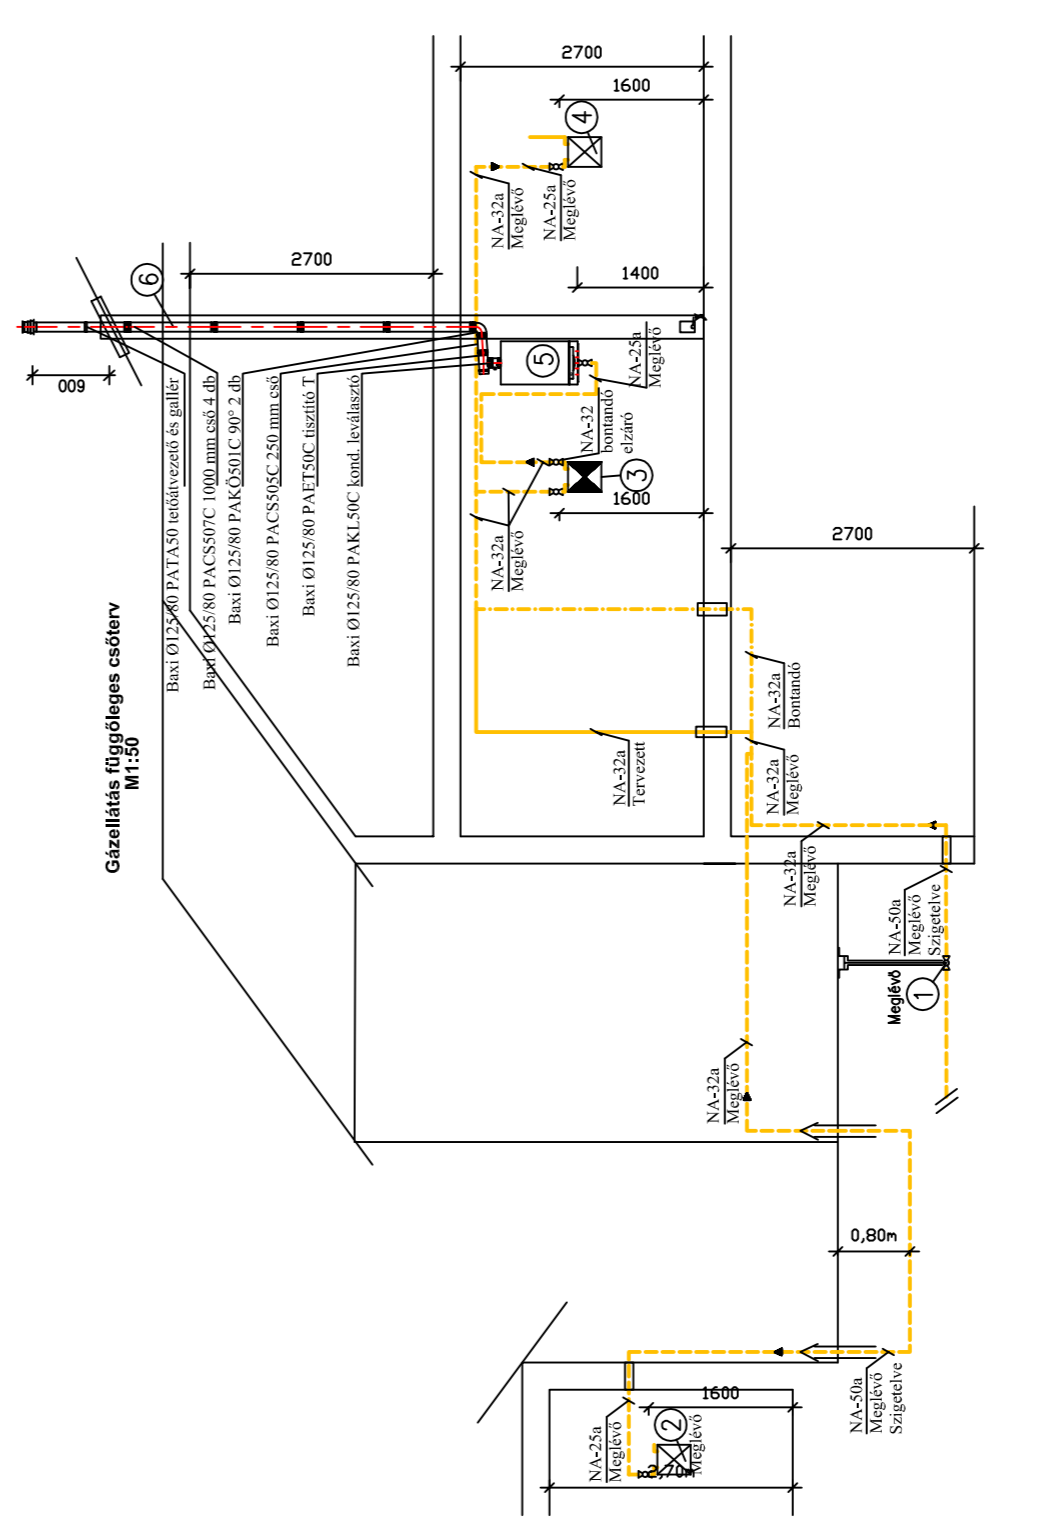 Gázellátás függőleges csőterv
M1:50
Baxi Ø125/80 PATA50 tetőátvezető és gallér
Baxi Ø125/80 PACS507C 1000 mm cső 4 db
Baxi Ø125/80 PAKÖ501C 90° 2 db
Baxi Ø125/80 PACS505C 250 mm cső
Baxi Ø125/80 PAET50C tisztító T
Baxi Ø125/80 PAKL50C kond. leválasztó
600
6
2700
2700
1600
4
NA-32a
Meglévő
NA-25a
Meglévő
1400
5
NA-25a
Meglévő
NA-32
bontandó
elzáró
3
1600
NA-32a
Meglévő
2700
NA-32a
Bontandó
NA-32a
Tervezett
NA-32a
Meglévő
NA-32a
Meglévő
NA-50a
Meglévő
Szigetelve
Meglévő
1
NA-32a
Meglévő
0,80m
NA-50a
Meglévő
Szigetelve
1600
NA-25a
Meglévő
2
Meglévő
2,70m